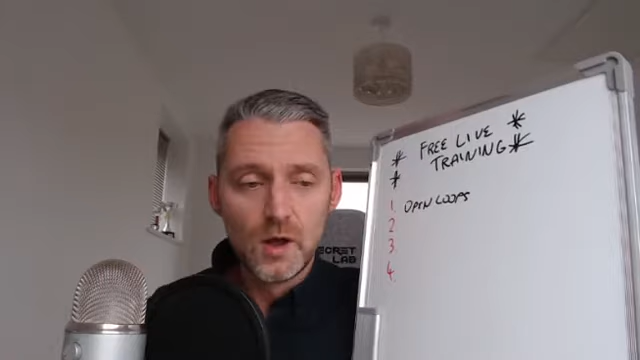 * FREE LIVE *
* TRAINING *
1. OPEN LOOPS
2.
3.
4.
SECRET
LAB